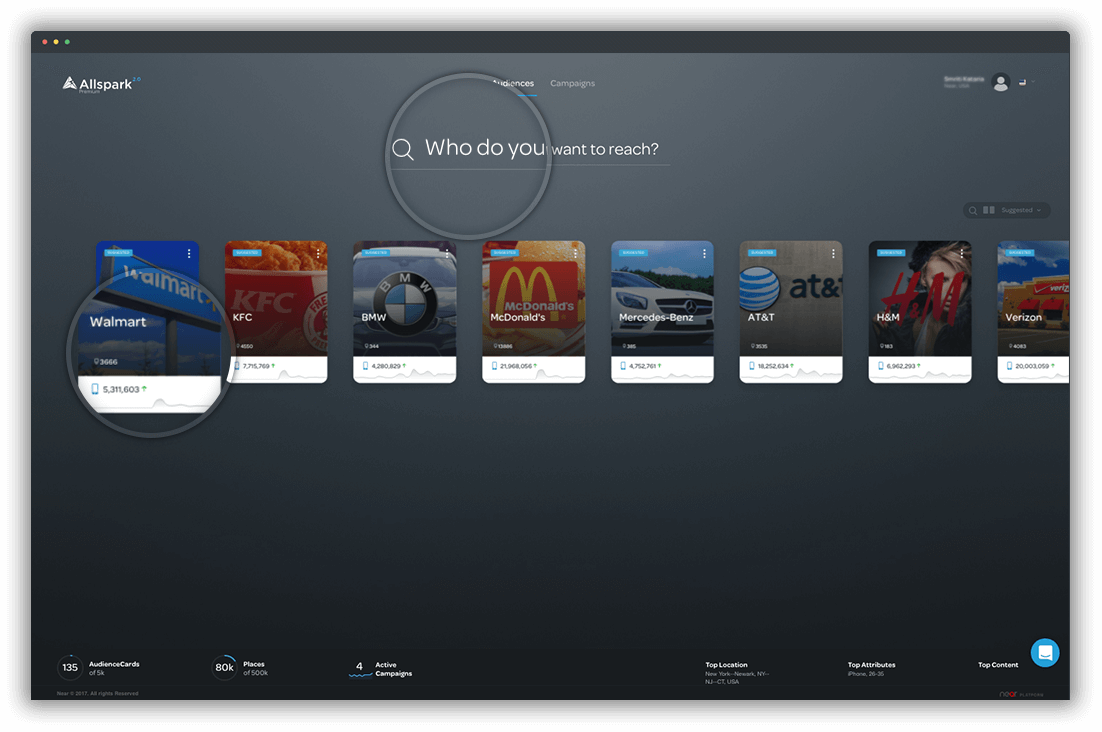 Allspark 2.0
Premium
Audiences
Campaigns
Who do you want to reach?
Suggested
SUGGESTED
Walmart
Walmart
3666
5,311,603
SUGGESTED
KFC
KFC
4550
7,715,769
SUGGESTED
BMW
BMW
344
4,280,829
SUGGESTED
McDonald's
McDonald's
13886
21,968,056
SUGGESTED
Mercedes-Benz
385
4,752,761
SUGGESTED
at&t
AT&T
3535
18,252,634
SUGGESTED
H&M
H&M
183
6,962,293
SUGGESTED
Verizon
4083
20,003,059
135
AudienceCards
of 5k
80k
Places
of 500k
4
Active
Campaigns
Top Location
New York--Newark, NY--
NJ--CT, USA
Top Attributes
iPhone, 26-35
Top Content
Near © 2017. All rights Reserved
near PLATFORM